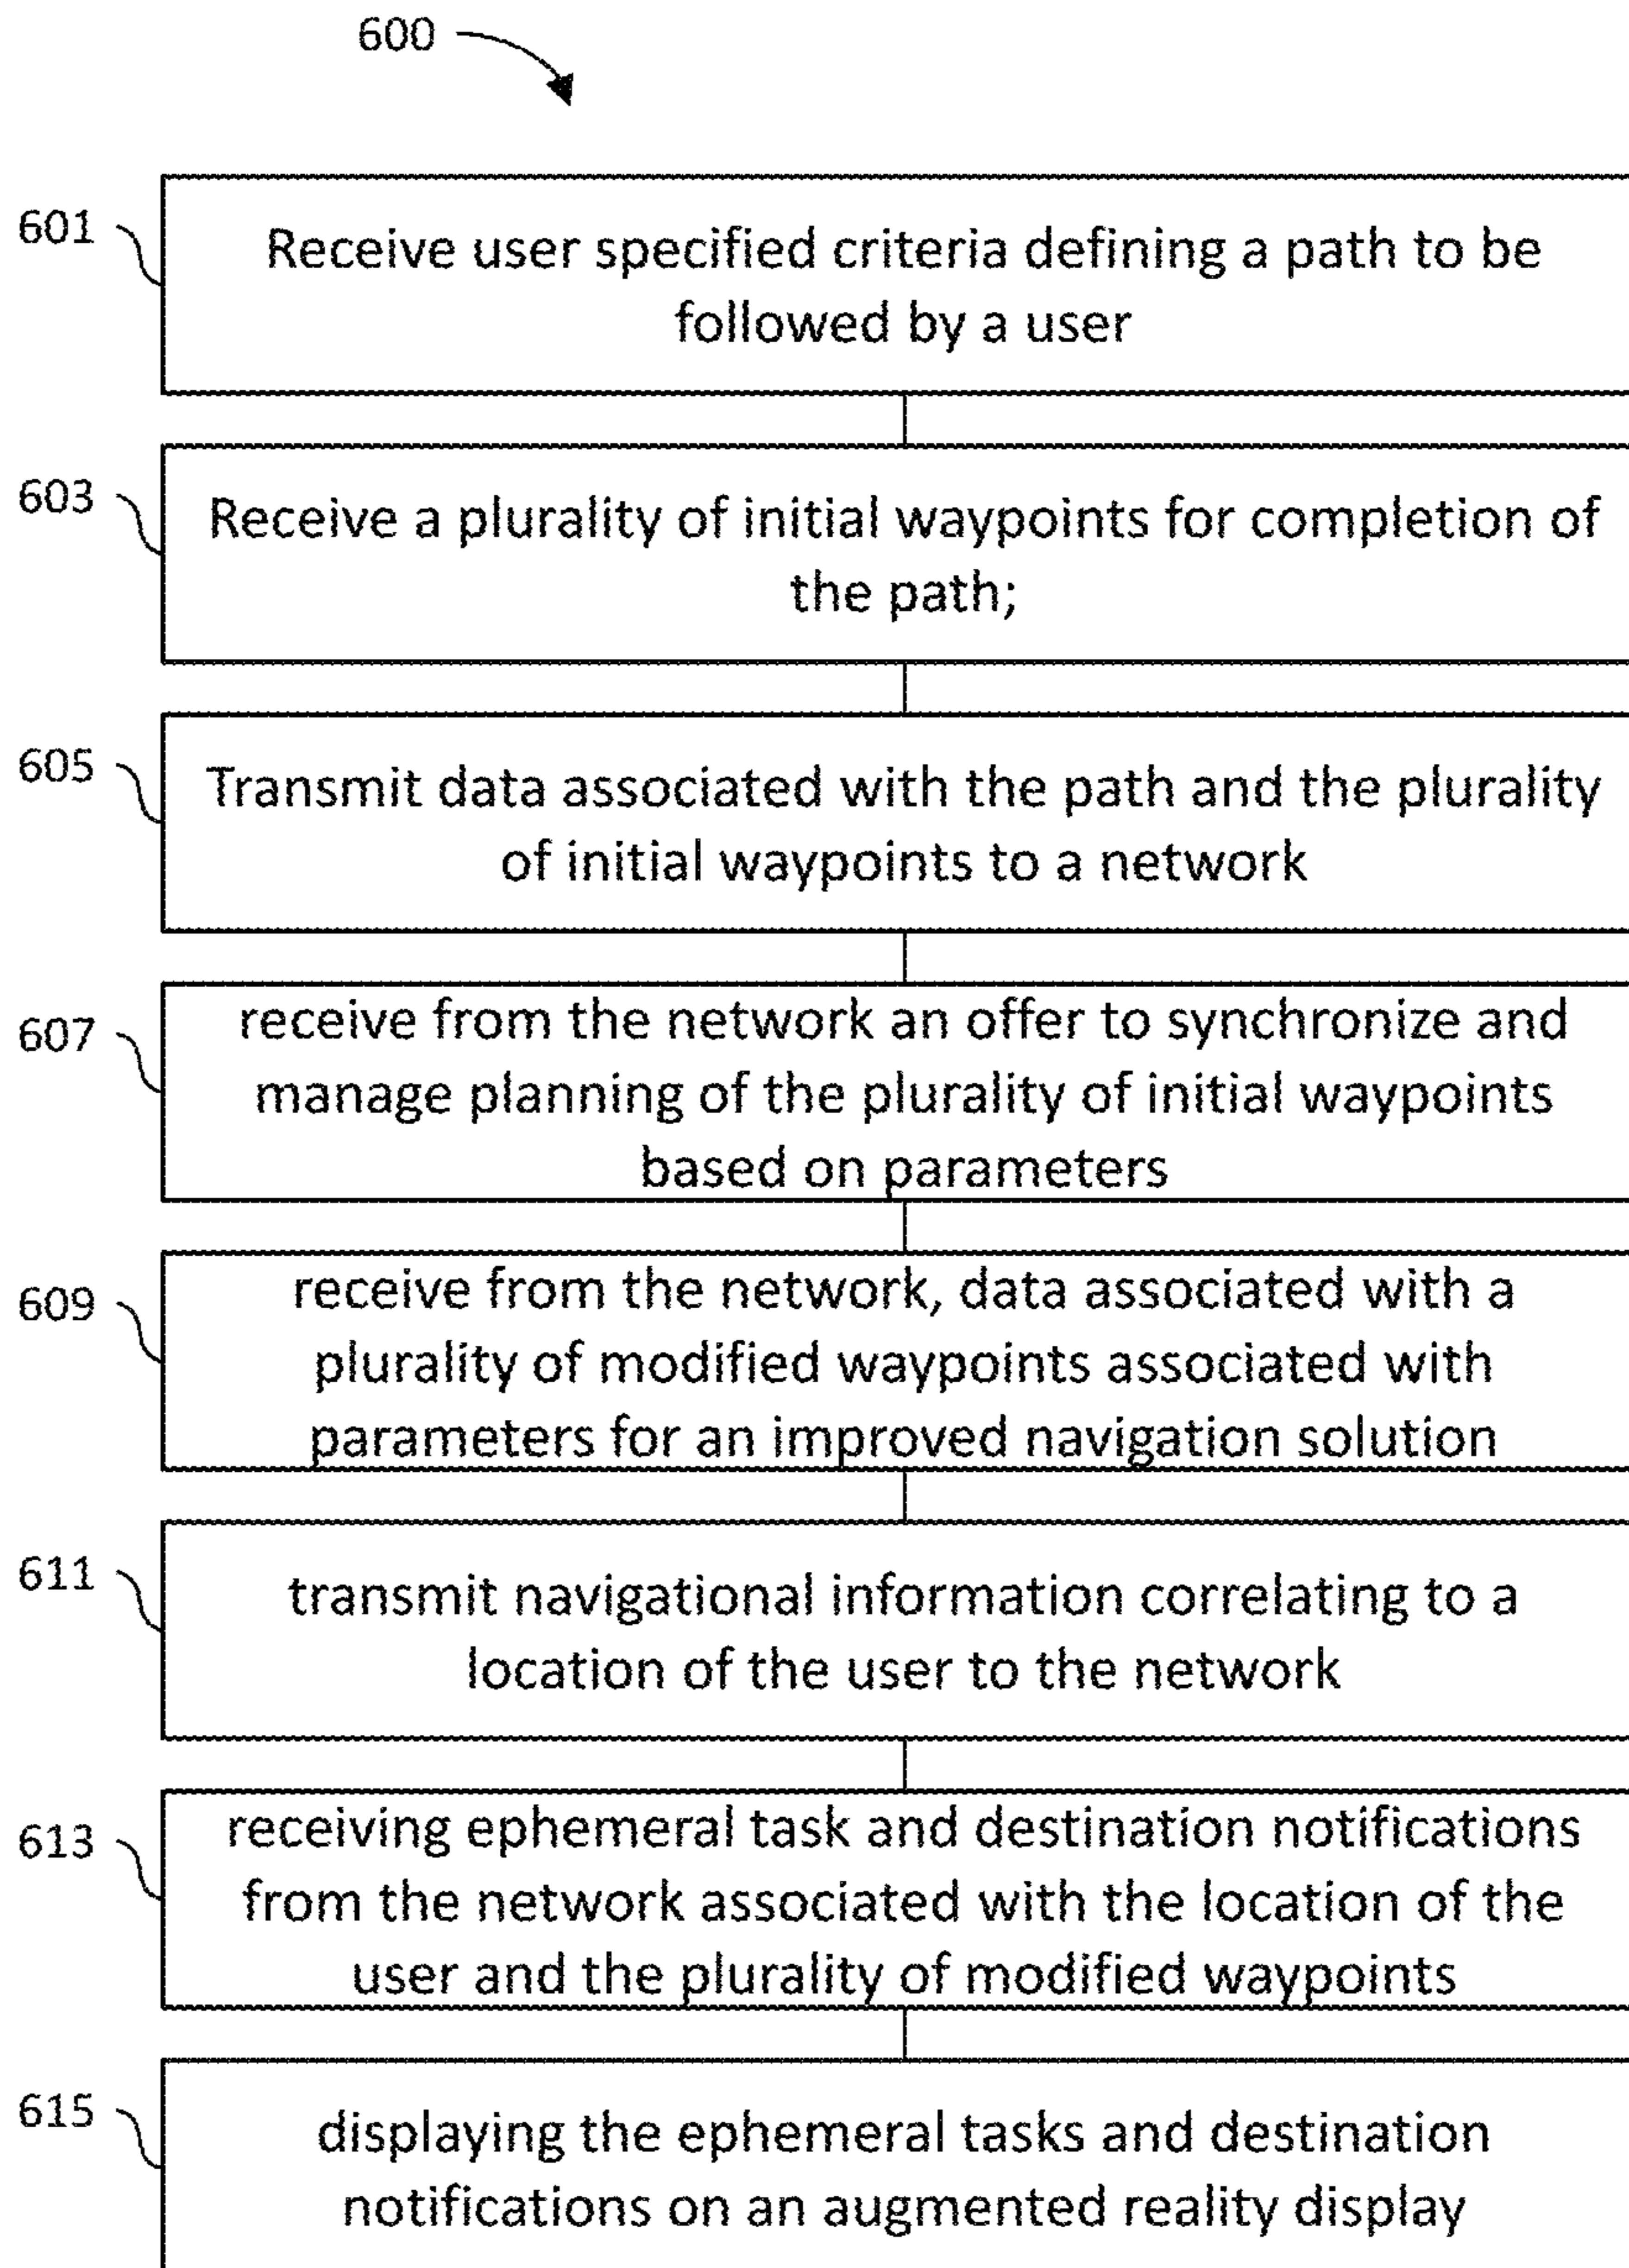 600
601
Receive user specified criteria defining a path to be
followed by a user
603
Receive a plurality of initial waypoints for completion of
the path;
605
Transmit data associated with the path and the plurality
of initial waypoints to a network
607
receive from the network an offer to synchronize and
manage planning of the plurality of initial waypoints
based on parameters
609
receive from the network, data associated with a
plurality of modified waypoints associated with
parameters for an improved navigation solution
611
transmit navigational information correlating to a
location of the user to the network
613
receiving ephemeral task and destination notifications
from the network associated with the location of the
user and the plurality of modified waypoints
615
displaying the ephemeral tasks and destination
notifications on an augmented reality display